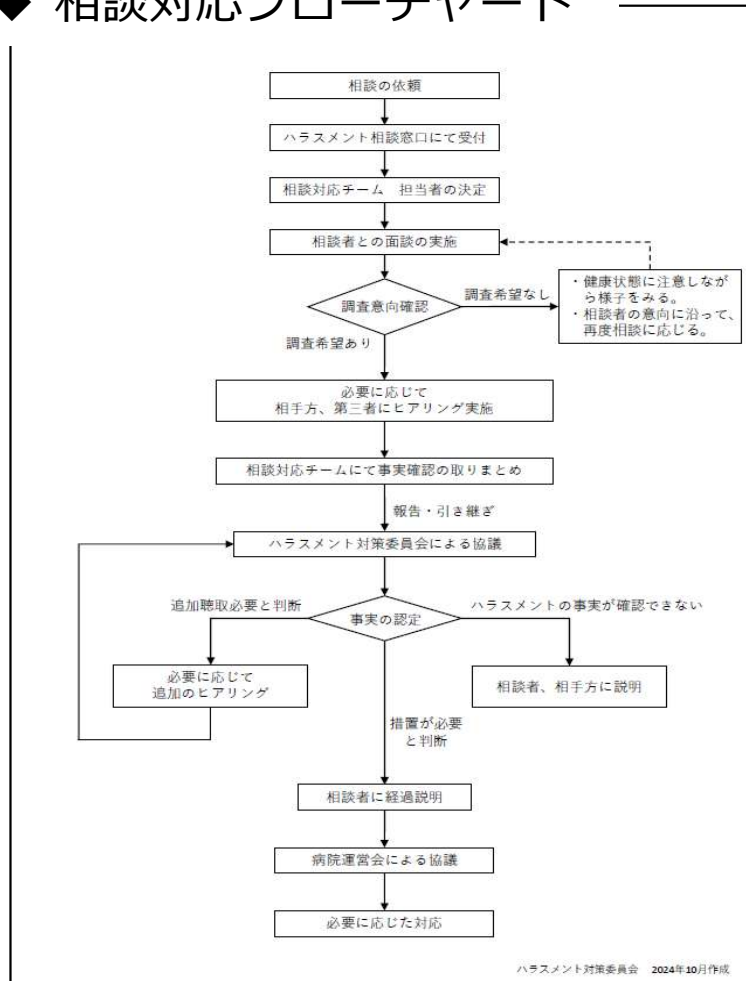 ◆ 相談対応フローチャート
相談の依頼
ハラスメント相談窓口にて受付
相談対応チーム　担当者の決定
相談者との面談の実施
調査意向確認
調査希望なし
・健康状態に注意しなが
ら様子をみる。
・相談者の意向に沿って、
再度相談に応じる。
調査希望あり
必要に応じて
相手方、第三者にヒアリング実施
相談対応チームにて事実確認の取りまとめ
報告・引き継ぎ
ハラスメント対策委員会による協議
事実の認定
追加聴取必要と判断
ハラスメントの事実が確認できない
必要に応じて
追加のヒアリング
相談者、相手方に説明
措置が必要
と判断
相談者に経過説明
病院運営会による協議
必要に応じた対応
ハラスメント対策委員会　2024年10月作成